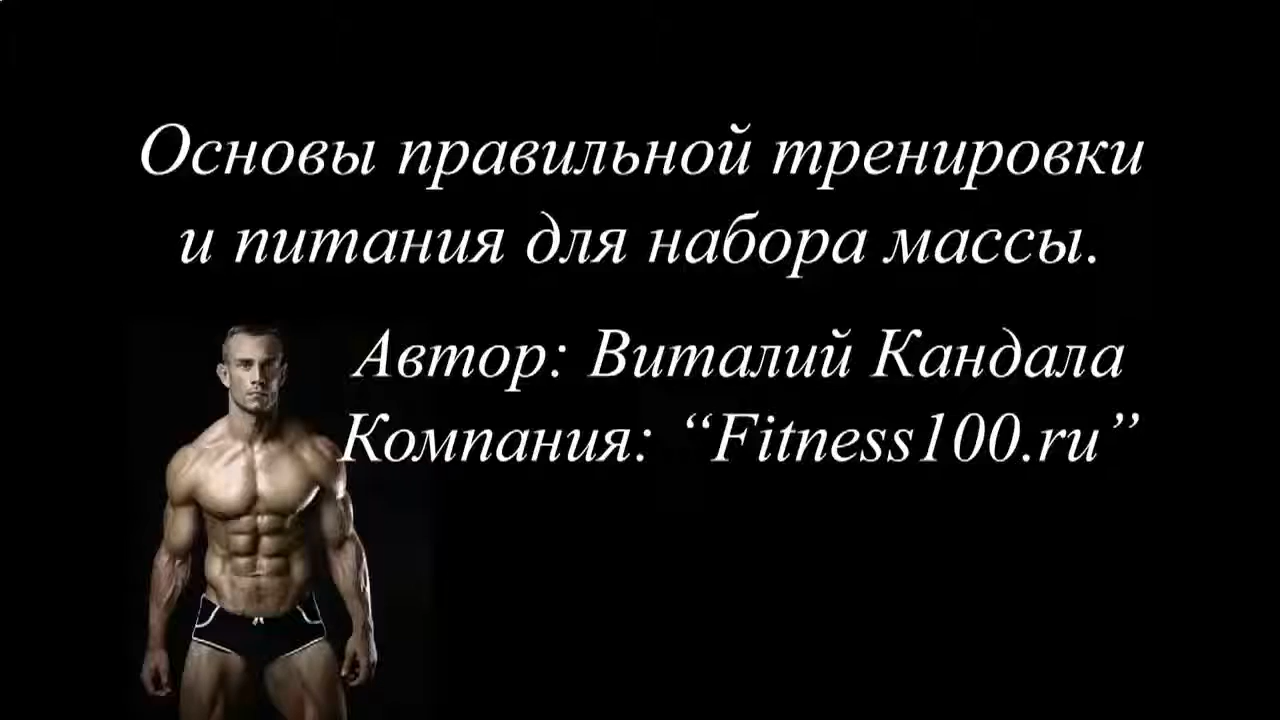 Основы правильной тренировки
и питания для набора массы.
Автор: Виталий Кандала
Компания: “Fitness100.ru”